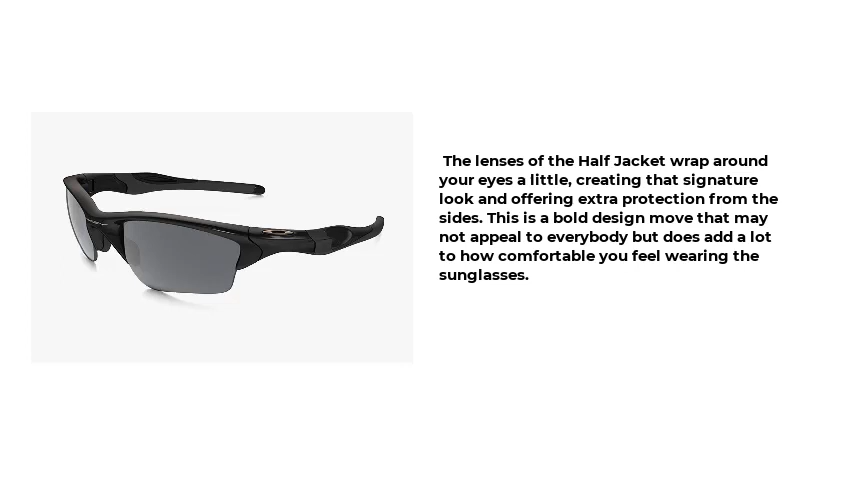 The lenses of the Half Jacket wrap around
your eyes a little, creating that signature
look and offering extra protection from the
sides. This is a bold design move that may
not appeal to everybody but does add a lot
to how comfortable you feel wearing the
sunglasses.